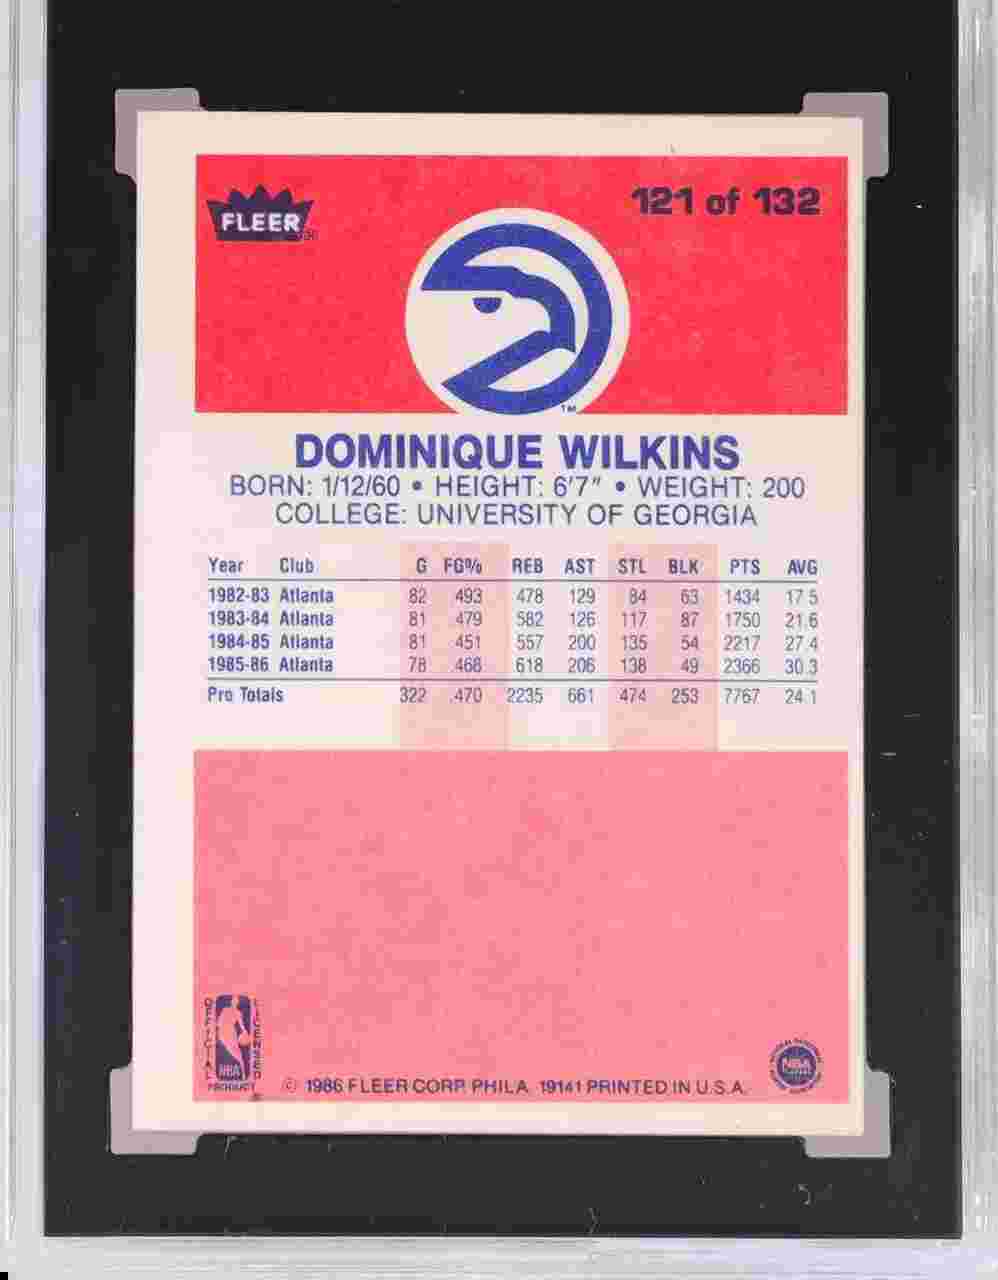 121 of 132
FLEER
TM
DOMINIQUE WILKINS
BORN: 1/12/60 • HEIGHT: 6'7" • WEIGHT: 200
COLLEGE: UNIVERSITY OF GEORGIA
Year Club G FG% REB AST STL BLK PTS AVG
1982-83 Atlanta 82 .493 478 129 84 63 1434 17.5
1983-84 Atlanta 81 .479 582 126 117 87 1750 21.6
1984-85 Atlanta 81 .451 557 200 135 54 2217 27.4
1985-86 Atlanta 78 .468 618 206 138 49 2366 30.3
Pro Totals 322 .470 2235 661 474 253 7767 24.1
OFFICIAL LICENSED
NBA
PRODUCT
© 1986 FLEER CORP. PHILA. 19141 PRINTED IN U.S.A.
NBA